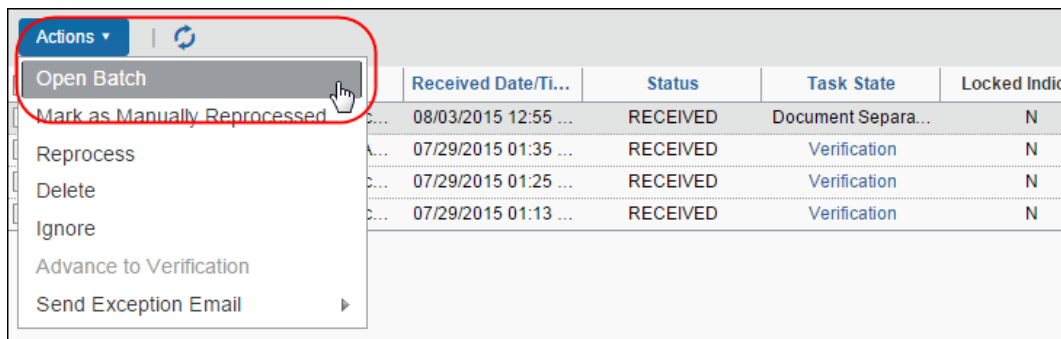 Actions
Open Batch
Received Date/Ti... Status Task State Locked Indic
Mark as Manually Reprocessed c... 08/03/2015 12:55 ... RECEIVED Document Separa... N
Reprocess A... 07/29/2015 01:35 ... RECEIVED Verification N
Delete c... 07/29/2015 01:25 ... RECEIVED Verification N
Ignore c... 07/29/2015 01:13 ... RECEIVED Verification N
Advance to Verification
Send Exception Email